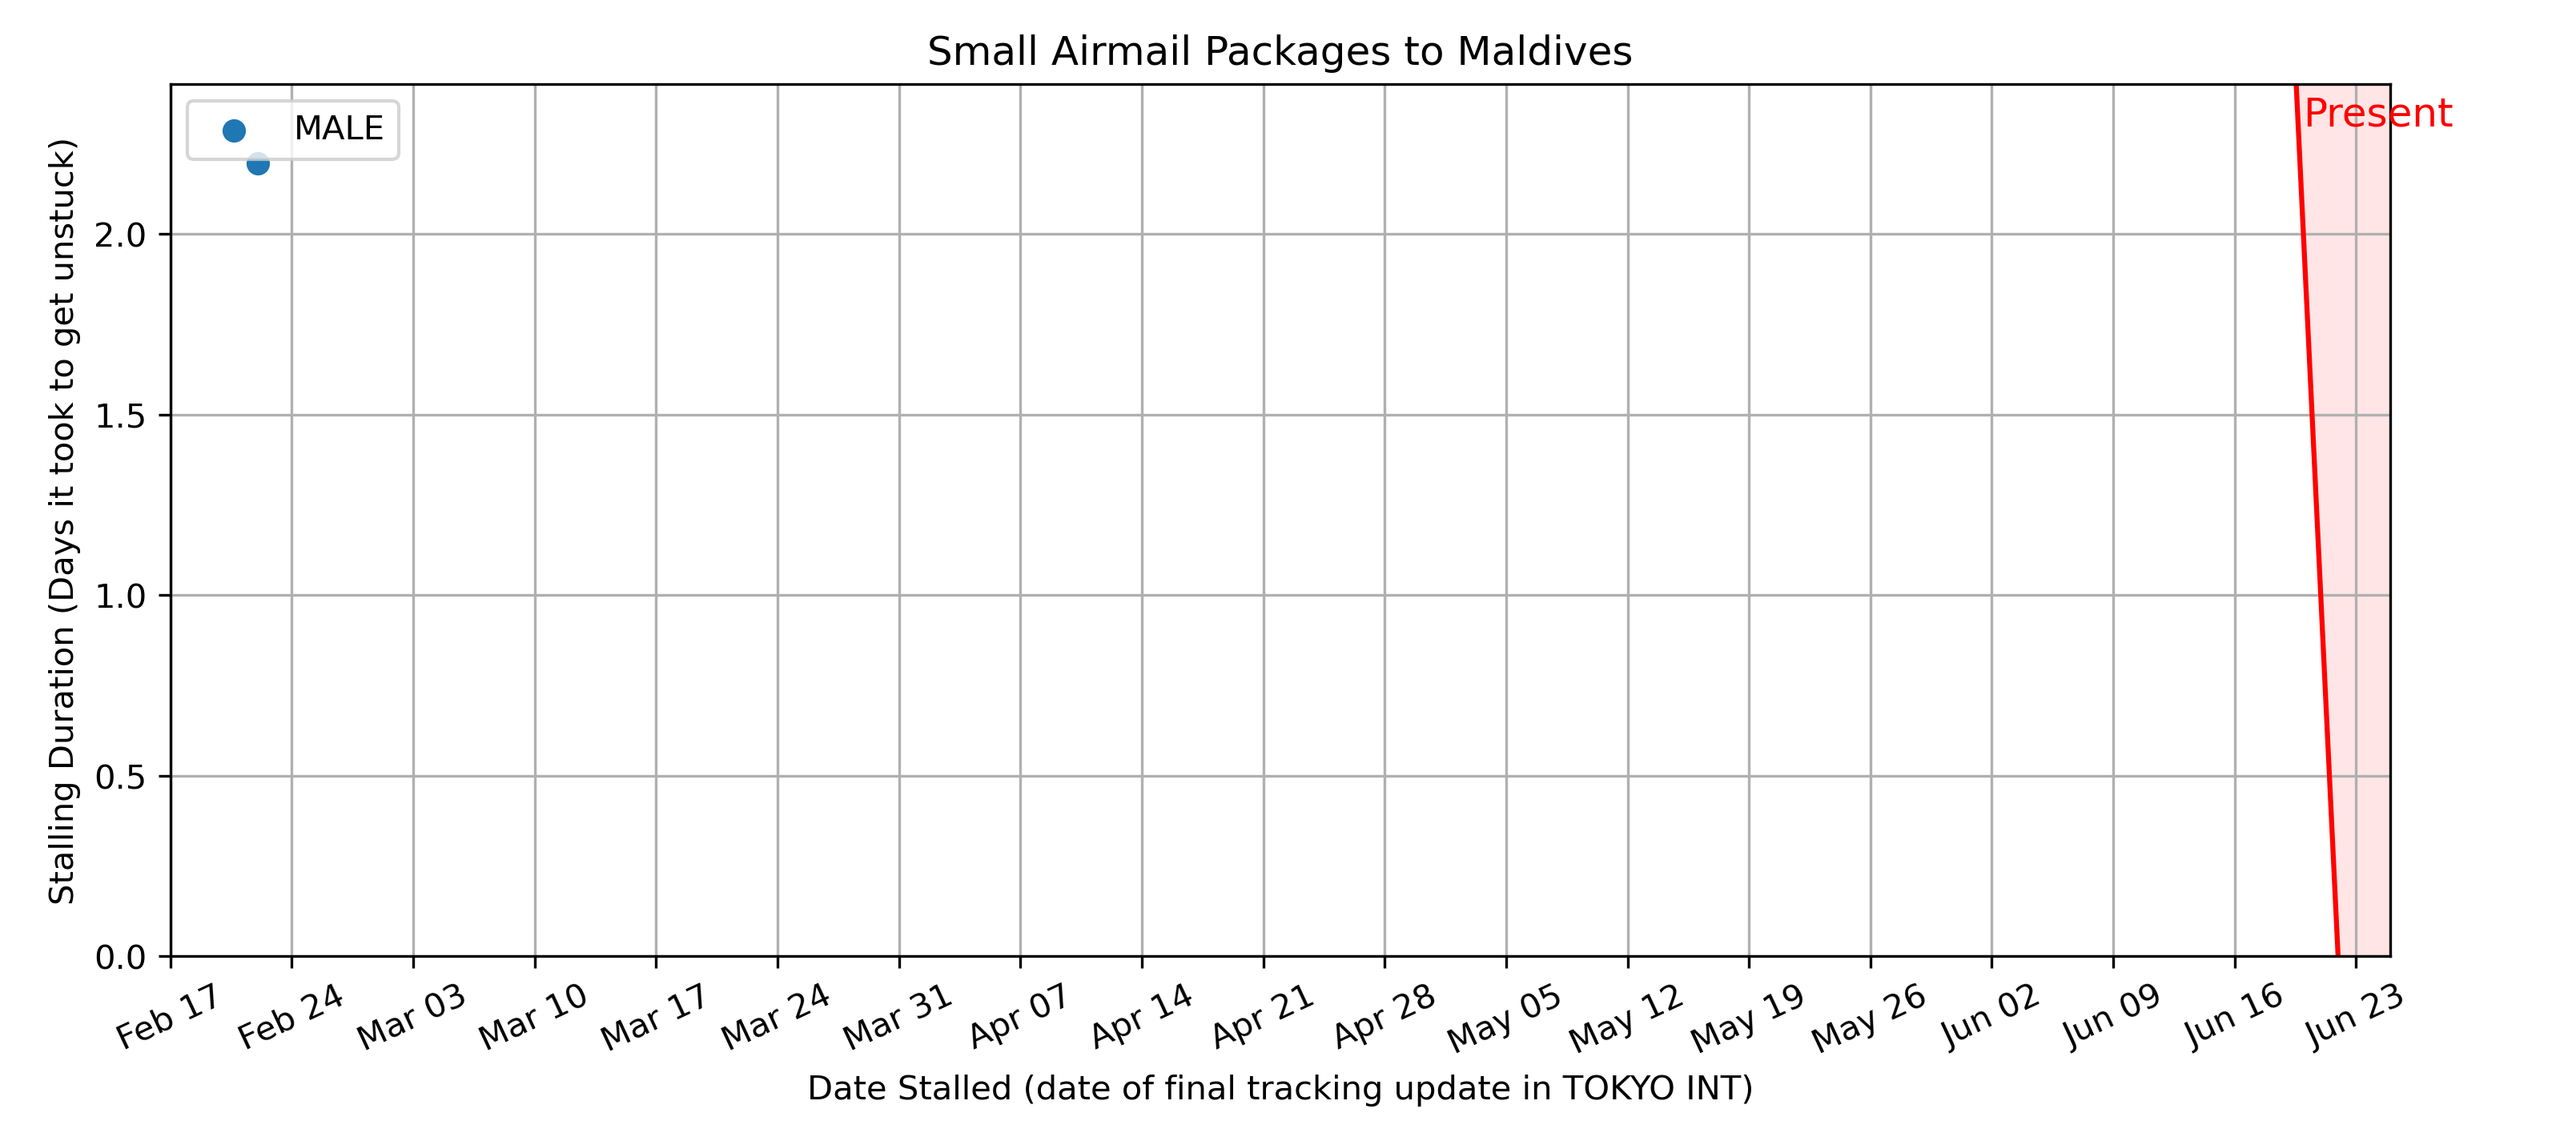 Small Airmail Packages to Maldives
MALE
Present
Stalling Duration (Days it took to get unstuck)
2.0
1.5
1.0
0.5
0.0
Feb 17 Feb 24 Mar 03 Mar 10 Mar 17 Mar 24 Mar 31 Apr 07 Apr 14 Apr 21 Apr 28 May 05 May 12 May 19 May 26 Jun 02 Jun 09 Jun 16 Jun 23
Date Stalled (date of final tracking update in TOKYO INT)